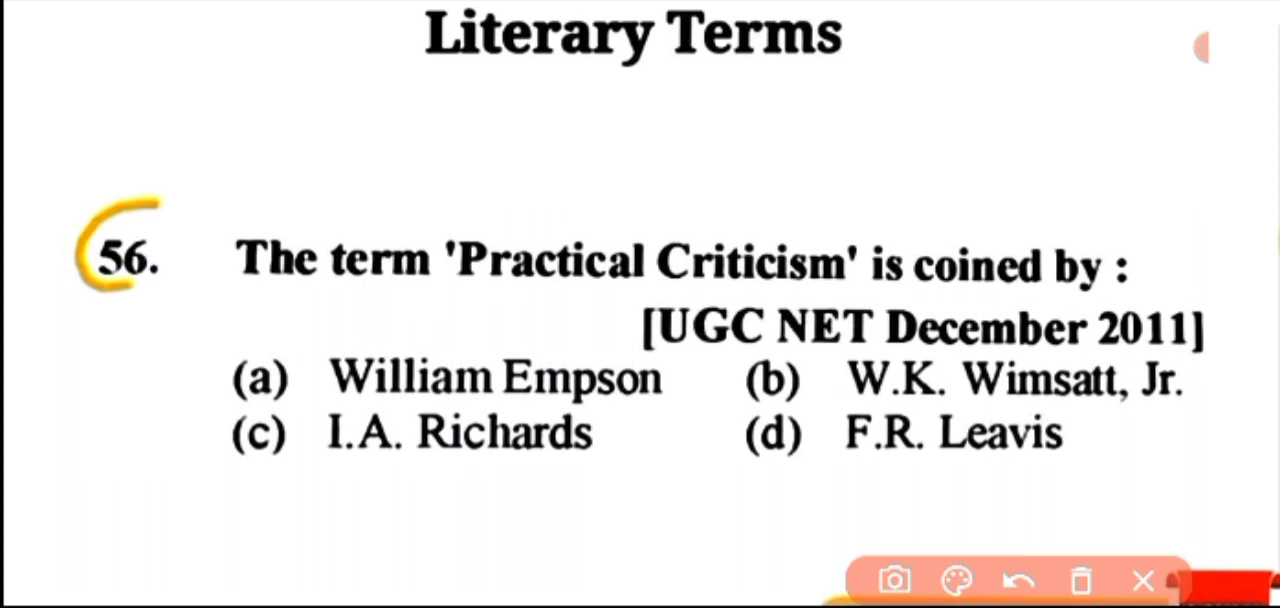 Literary Terms
56. The term 'Practical Criticism' is coined by :
[UGC NET December 2011]
(a) William Empson (b) W.K. Wimsatt, Jr.
(c) I.A. Richards (d) F.R. Leavis